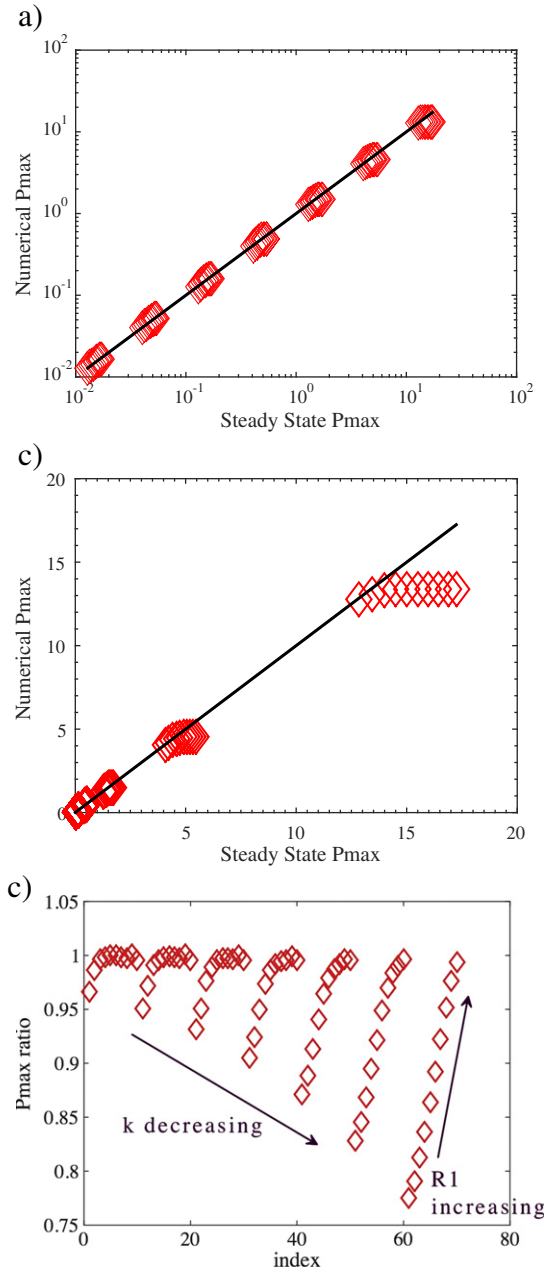 a)
10^2
10^1
10^0
10^-1
10^-2
Numerical Pmax
10^-2 10^-1 10^0 10^1 10^2
Steady State Pmax
c)
20
15
10
5
0
Numerical Pmax
5 10 15 20
Steady State Pmax
c)
1.05
1
0.95
0.9
0.85
0.8
0.75
Pmax ratio
k decreasing
R1
increasing
0 20 40 60 80
index